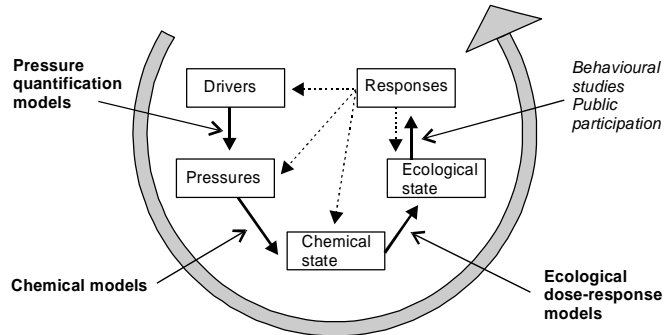 Pressure
quantification
models
Drivers
Responses
Behavioural
studies
Public
participation
Pressures
Ecological
state
Chemical
state
Chemical models
Ecological
dose-response
models